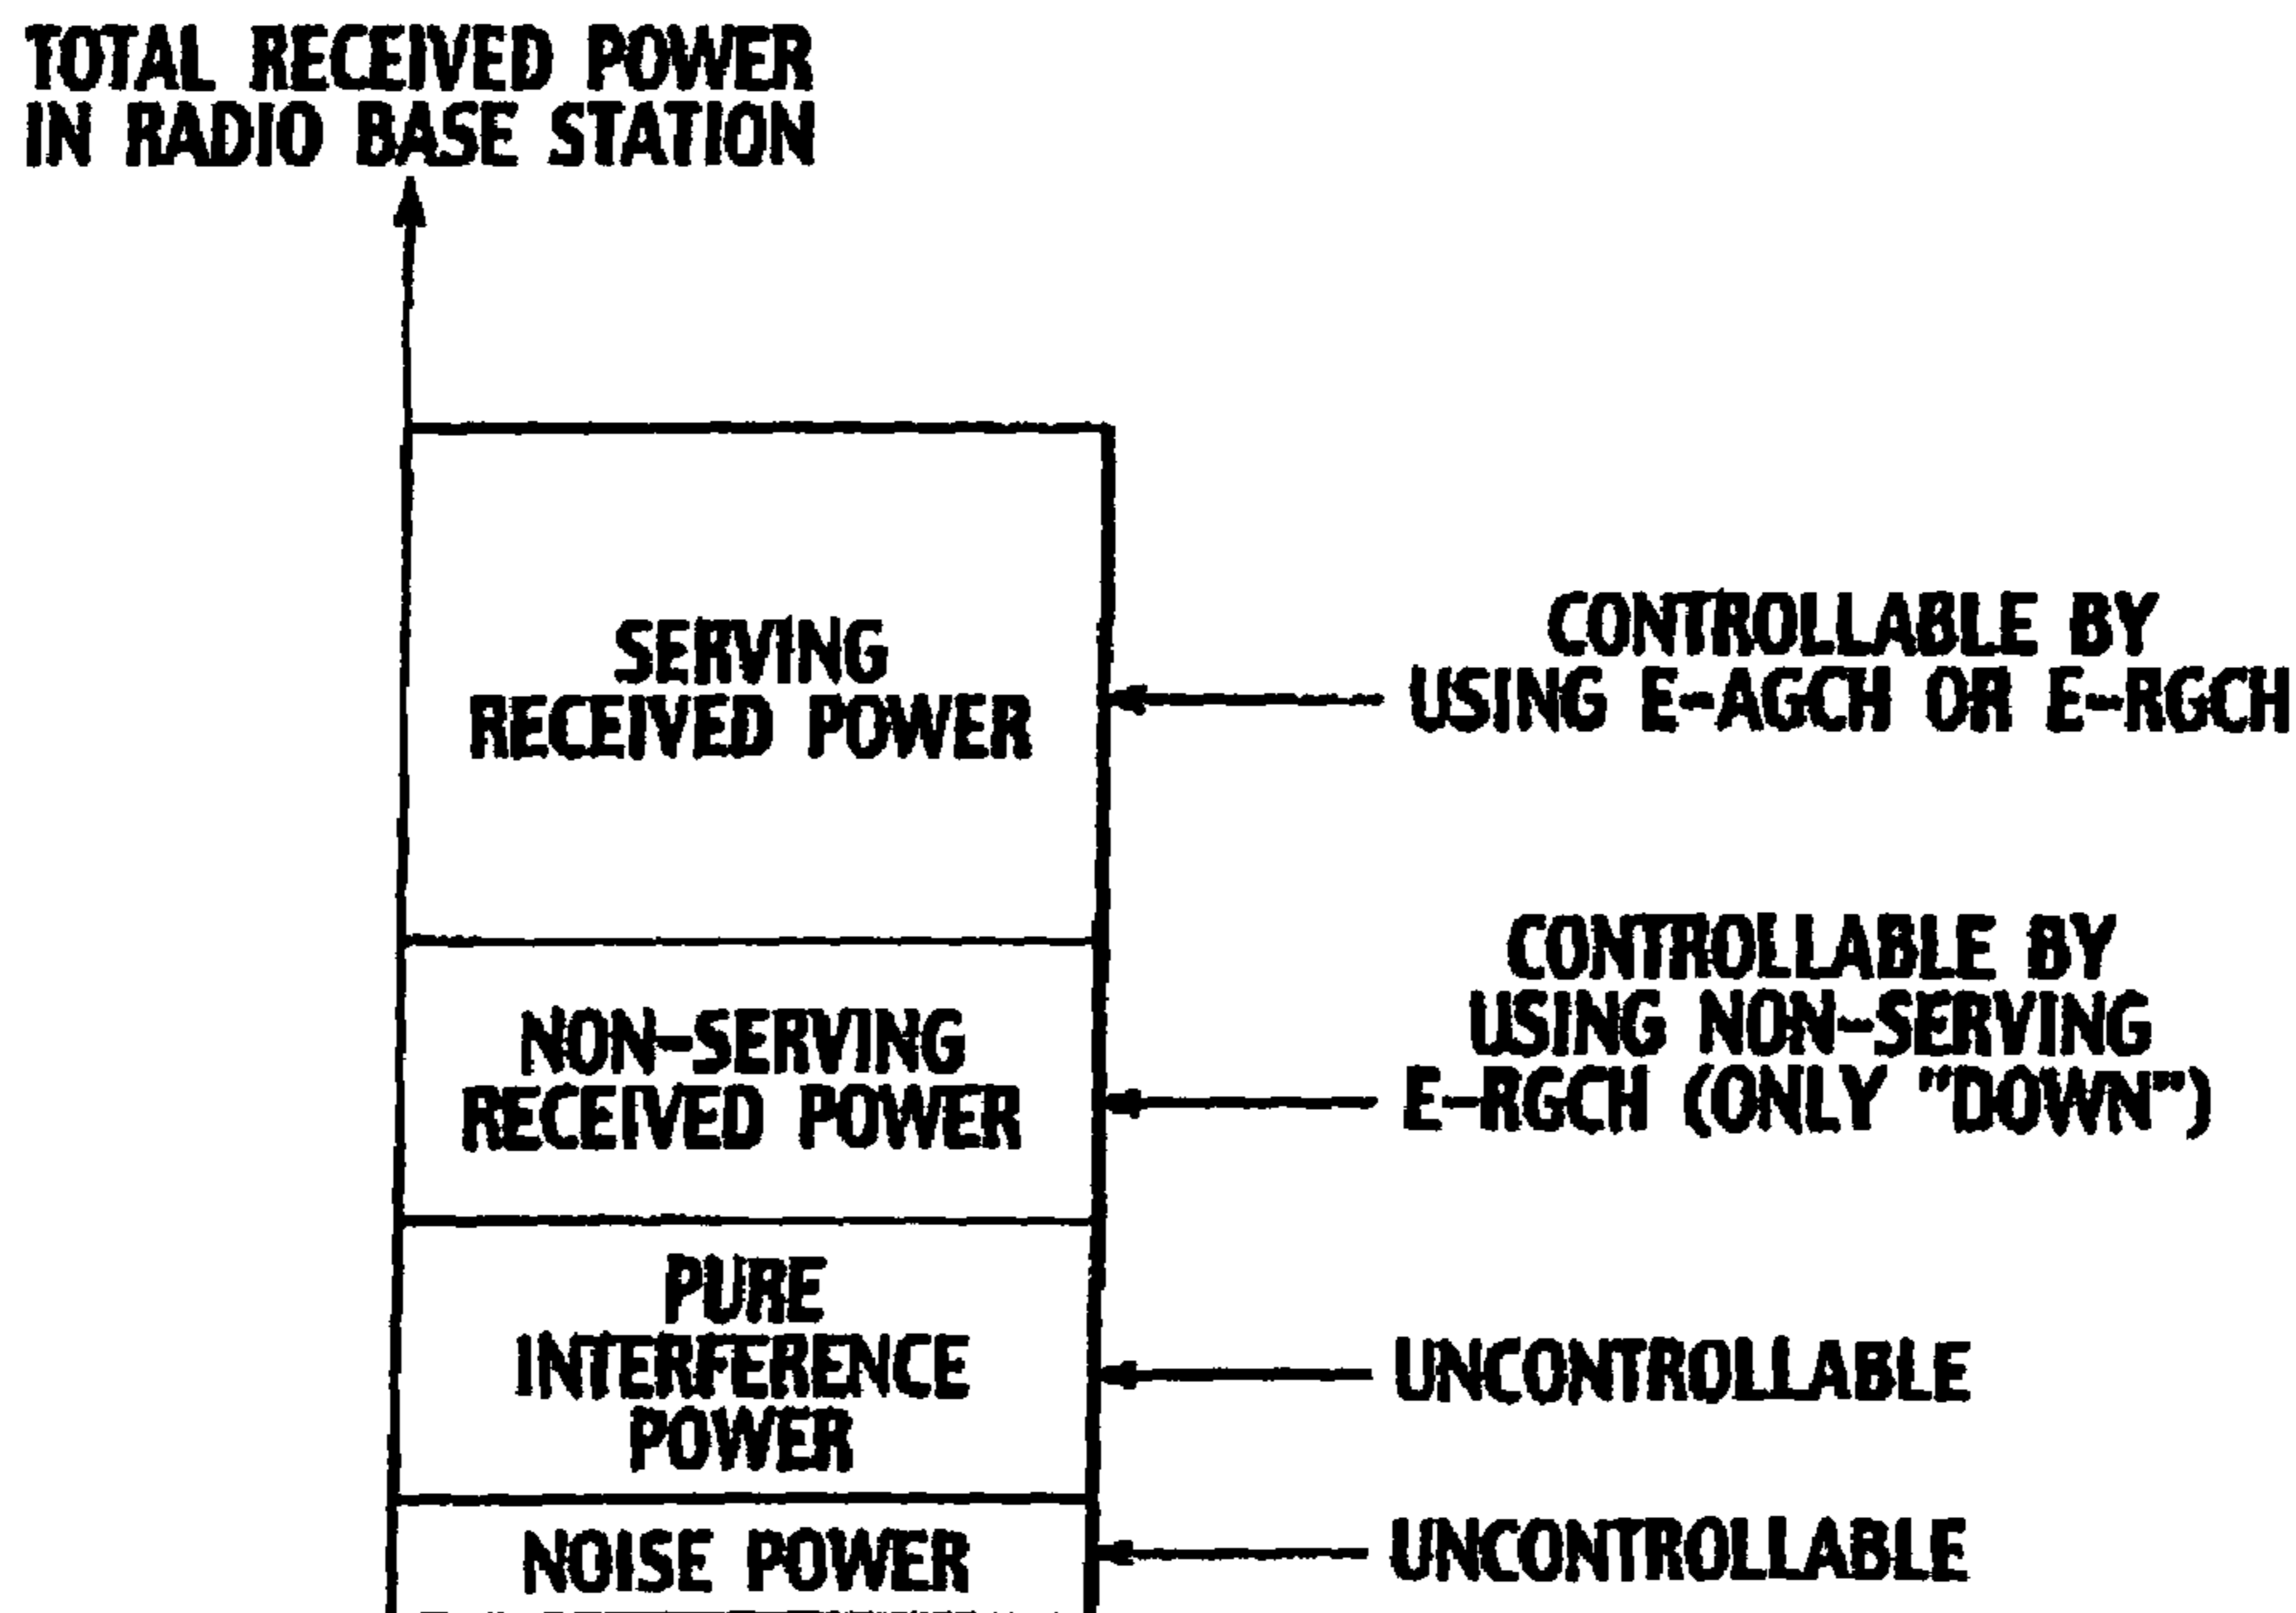 TOTAL RECEIVED POWER
IN RADIO BASE STATION
SERVING
RECEIVED POWER
CONTROLLABLE BY
USING E-AGCH OR E-RGCH
NON-SERVING
RECEIVED POWER
CONTROLLABLE BY
USING NON-SERVING
E-RGCH (ONLY "DOWN")
PURE
INTERFERENCE
POWER
UNCONTROLLABLE
NOISE POWER
UNCONTROLLABLE